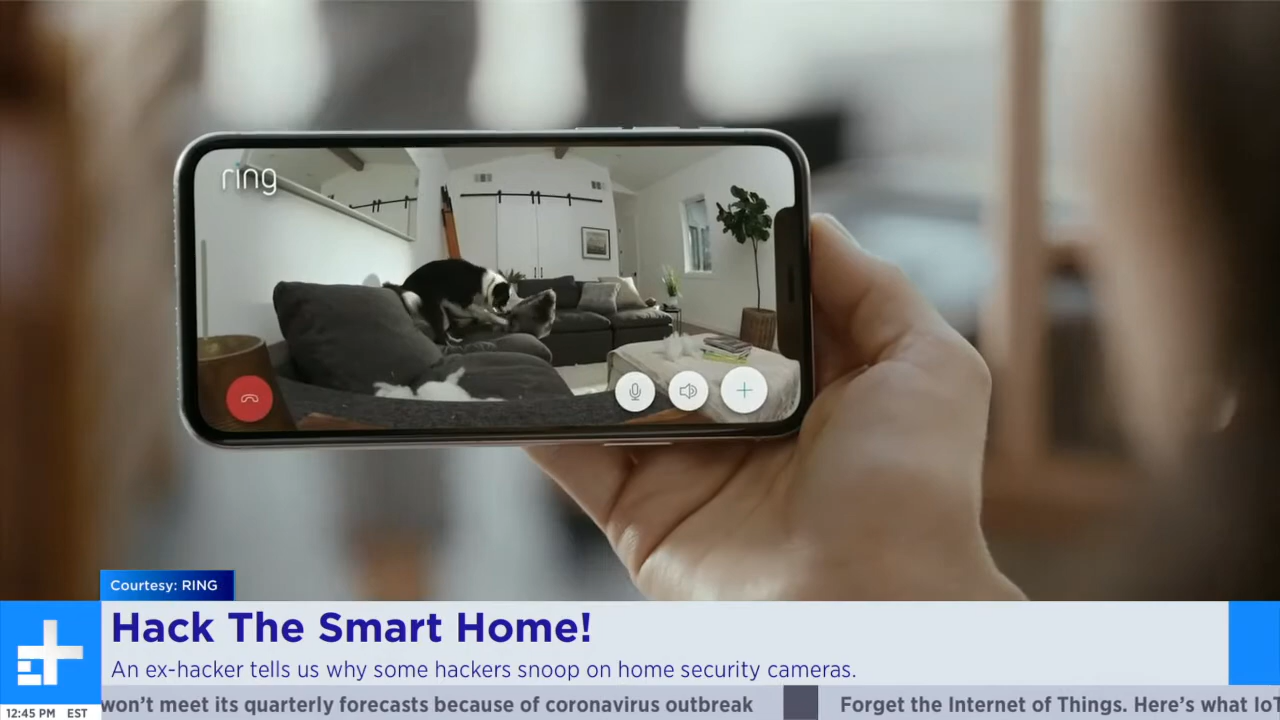 ring
Courtesy: RING
Hack The Smart Home!
An ex-hacker tells us why some hackers snoop on home security cameras.
12:45 PM EST
won't meet its quarterly forecasts because of coronavirus outbreak
Forget the Internet of Things. Here's what IoT